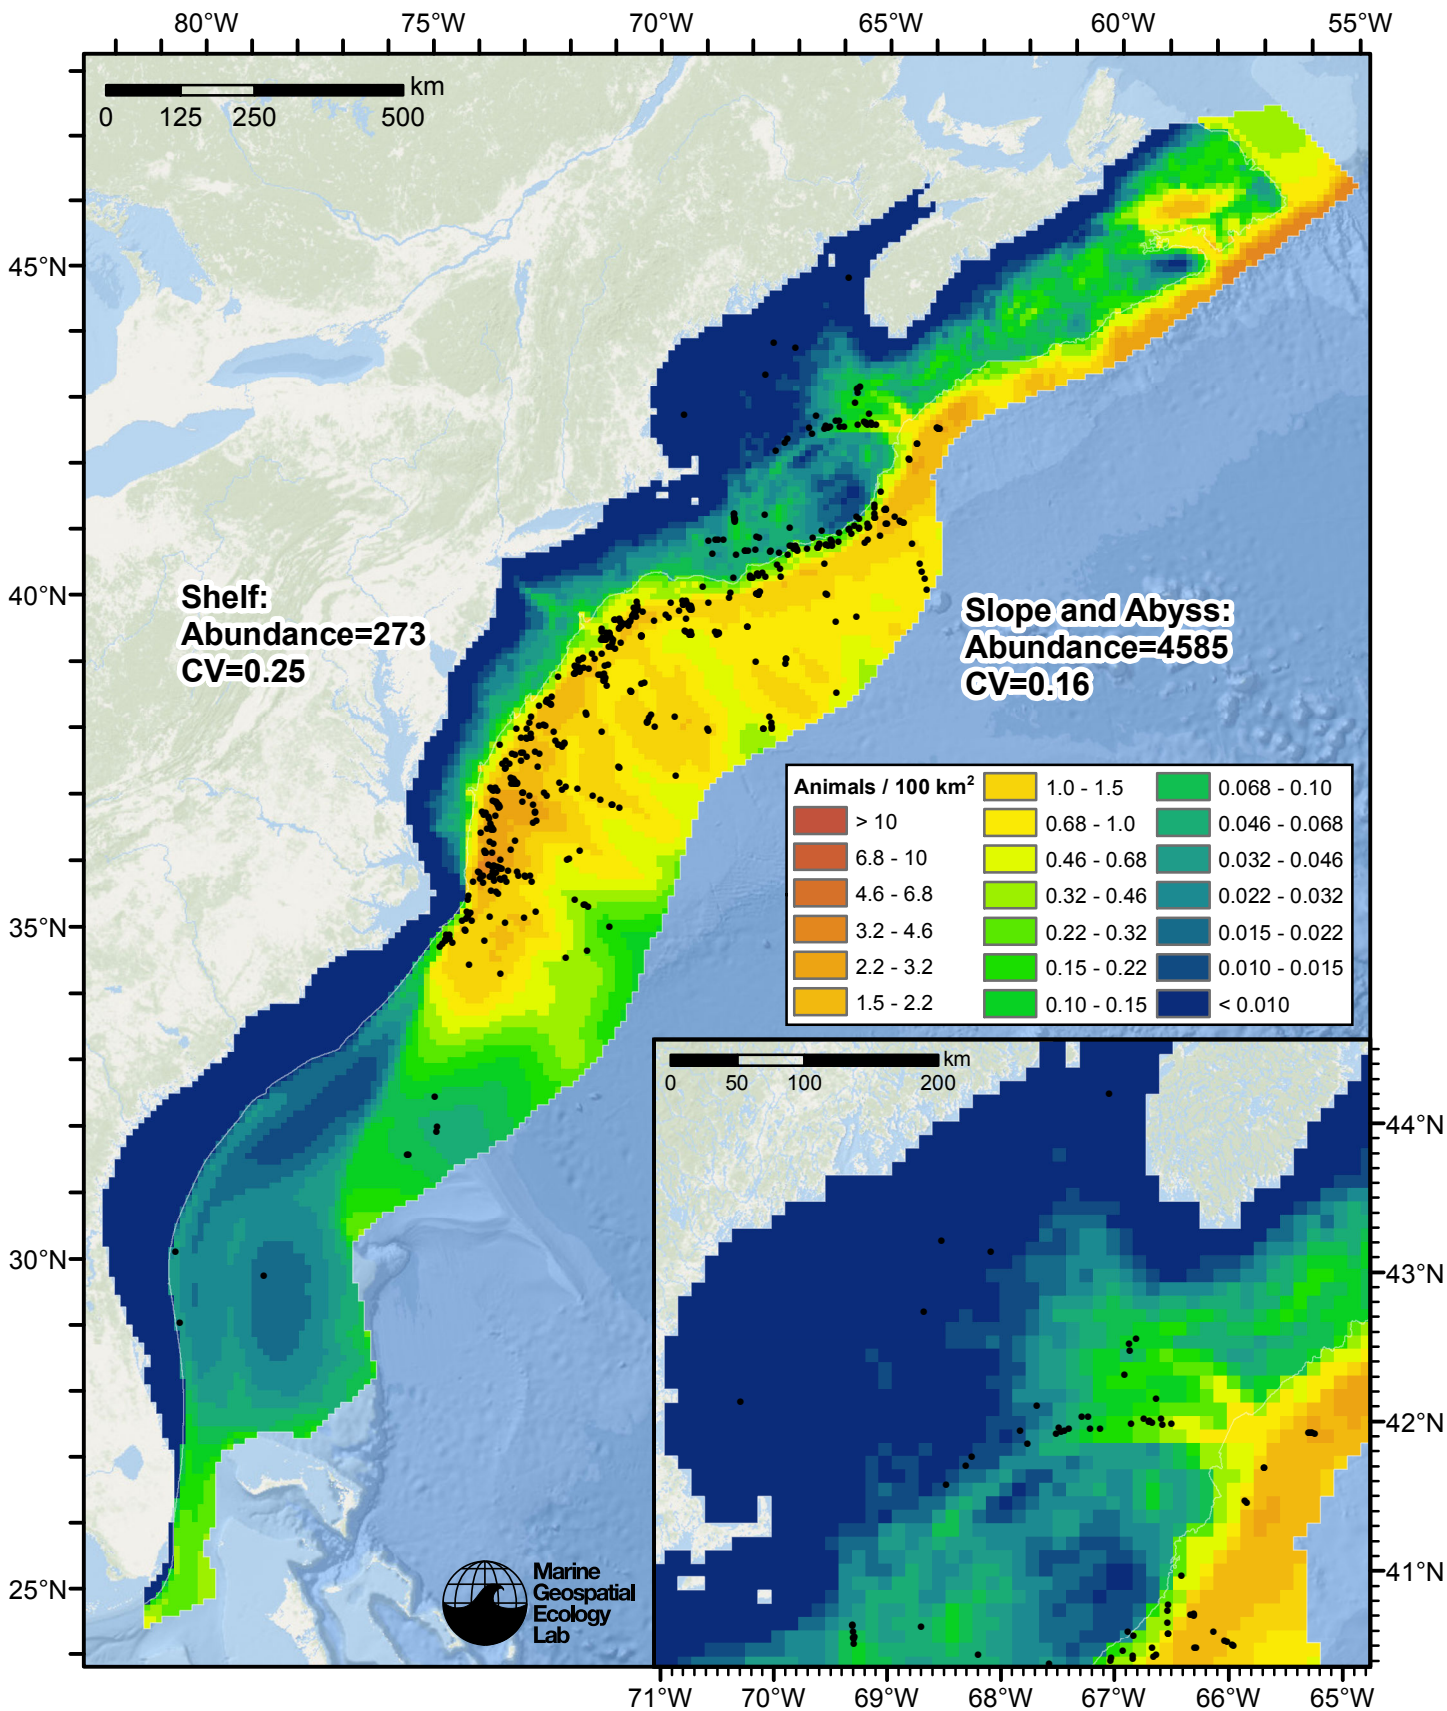 80°W 75°W 70°W 65°W 60°W 55°W
km
0 125 250 500
45°N
40°N
35°N
30°N
25°N
Shelf:
Abundance=273
CV=0.25
Slope and Abyss:
Abundance=4585
CV=0.16
Animals / 100 km²
> 10
6.8 - 10
4.6 - 6.8
3.2 - 4.6
2.2 - 3.2
1.5 - 2.2
1.0 - 1.5
0.68 - 1.0
0.46 - 0.68
0.32 - 0.46
0.22 - 0.32
0.15 - 0.22
0.10 - 0.15
0.068 - 0.10
0.046 - 0.068
0.032 - 0.046
0.022 - 0.032
0.015 - 0.022
0.010 - 0.015
< 0.010
km
0 50 100 200
44°N
43°N
42°N
41°N
Marine
Geospatial
Ecology
Lab
71°W 70°W 69°W 68°W 67°W 66°W 65°W